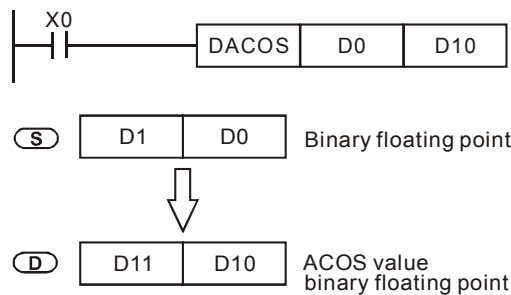 X0
DACOS D0 D10
S D1 D0 Binary floating point
D D11 D10 ACOS value
binary floating point